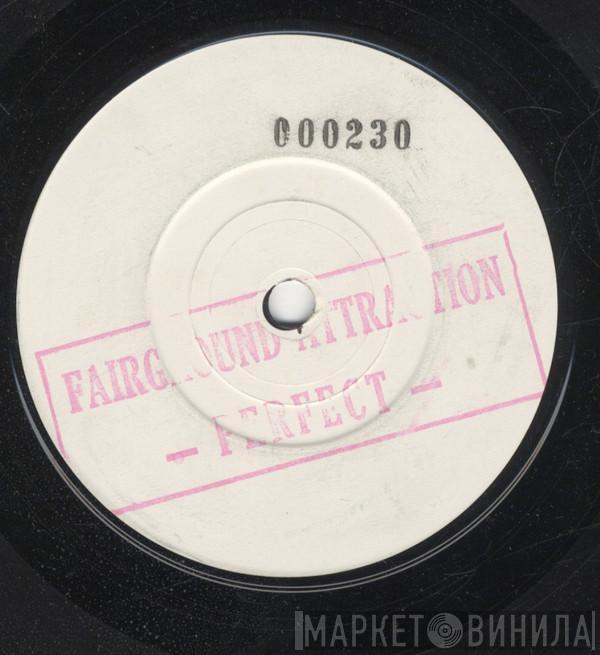 000230
FAIRGROUND ATTRACTION
- PERFECT -
МАРКЕТ ВИНИЛА